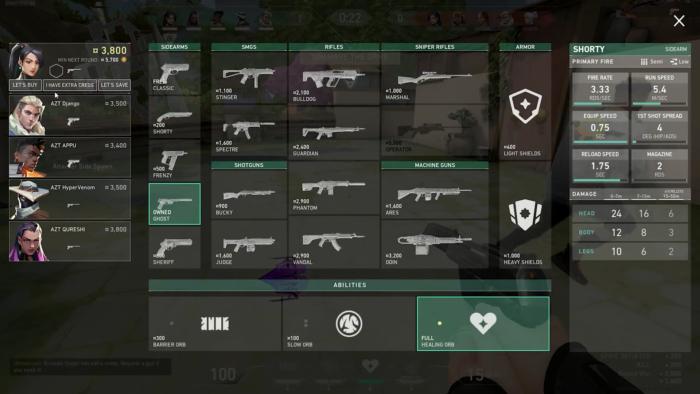 0:22
¤ 3,800
MIN NEXT ROUND: ¤ 5,700
LET'S BUY
I HAVE EXTRA CREDS
LET'S SAVE
AZT Django
¤ 3,500
AZT APPU
¤ 3,400
AZT HyperVenom
¤ 3,500
AZT QURESHI
¤ 3,800
SIDEARMS
FREE
CLASSIC
¤200
SHORTY
¤500
FRENZY
OWNED
GHOST
SHERIFF
SMGS
¤1,100
STINGER
¤1,600
SPECTRE
SHOTGUNS
¤900
BUCKY
¤1,600
JUDGE
RIFLES
¤2,100
BULLDOG
¤2,400
GUARDIAN
¤2,900
PHANTOM
¤2,900
VANDAL
SNIPER RIFLES
¤1,100
MARSHAL
OPERATOR
MACHINE GUNS
¤1,600
ARES
¤3,200
ODIN
ARMOR
¤400
LIGHT SHIELDS
¤1,000
HEAVY SHIELDS
ABILITIES
¤300
BARRIER ORB
¤100
SLOW ORB
FULL
HEALING ORB
SHORTY
SIDEARM
PRIMARY FIRE
Semi
Low
FIRE RATE
3.33
RDS/SEC
RUN SPEED
5.4
M/SEC
EQUIP SPEED
0.75
SEC
1ST SHOT SPREAD
4
DEG (HIP/ADS)
RELOAD SPEED
1.75
SEC
MAGAZINE
2
RDS
DAMAGE
HEAD 24 16 6
BODY 12 8 3
LEGS 10 6 2
100